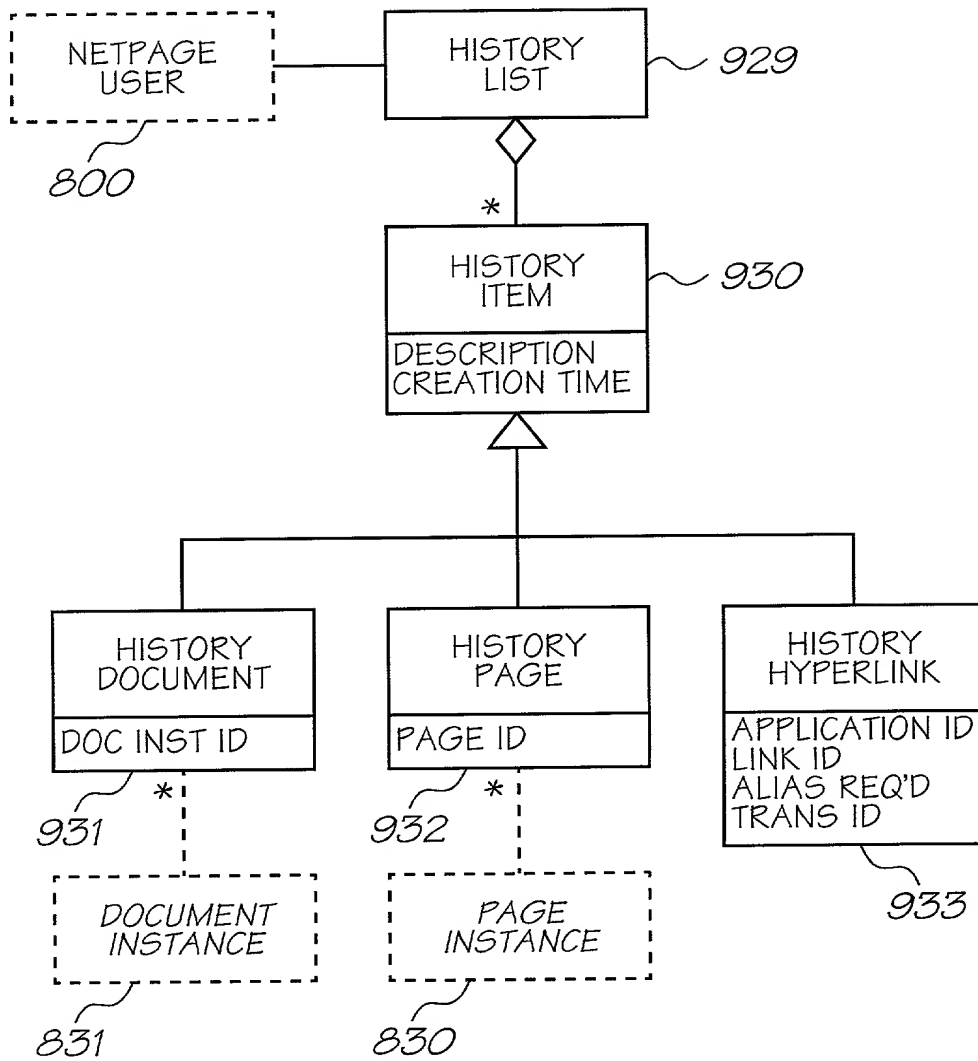 NETPAGE
USER
800
HISTORY
LIST
929
*
HISTORY
ITEM
930
DESCRIPTION
CREATION TIME
HISTORY
DOCUMENT
DOC INST ID
*
931
HISTORY
PAGE
PAGE ID
*
932
HISTORY
HYPERLINK
APPLICATION ID
LINK ID
ALIAS REQ'D
TRANS ID
933
DOCUMENT
INSTANCE
831
PAGE
INSTANCE
830